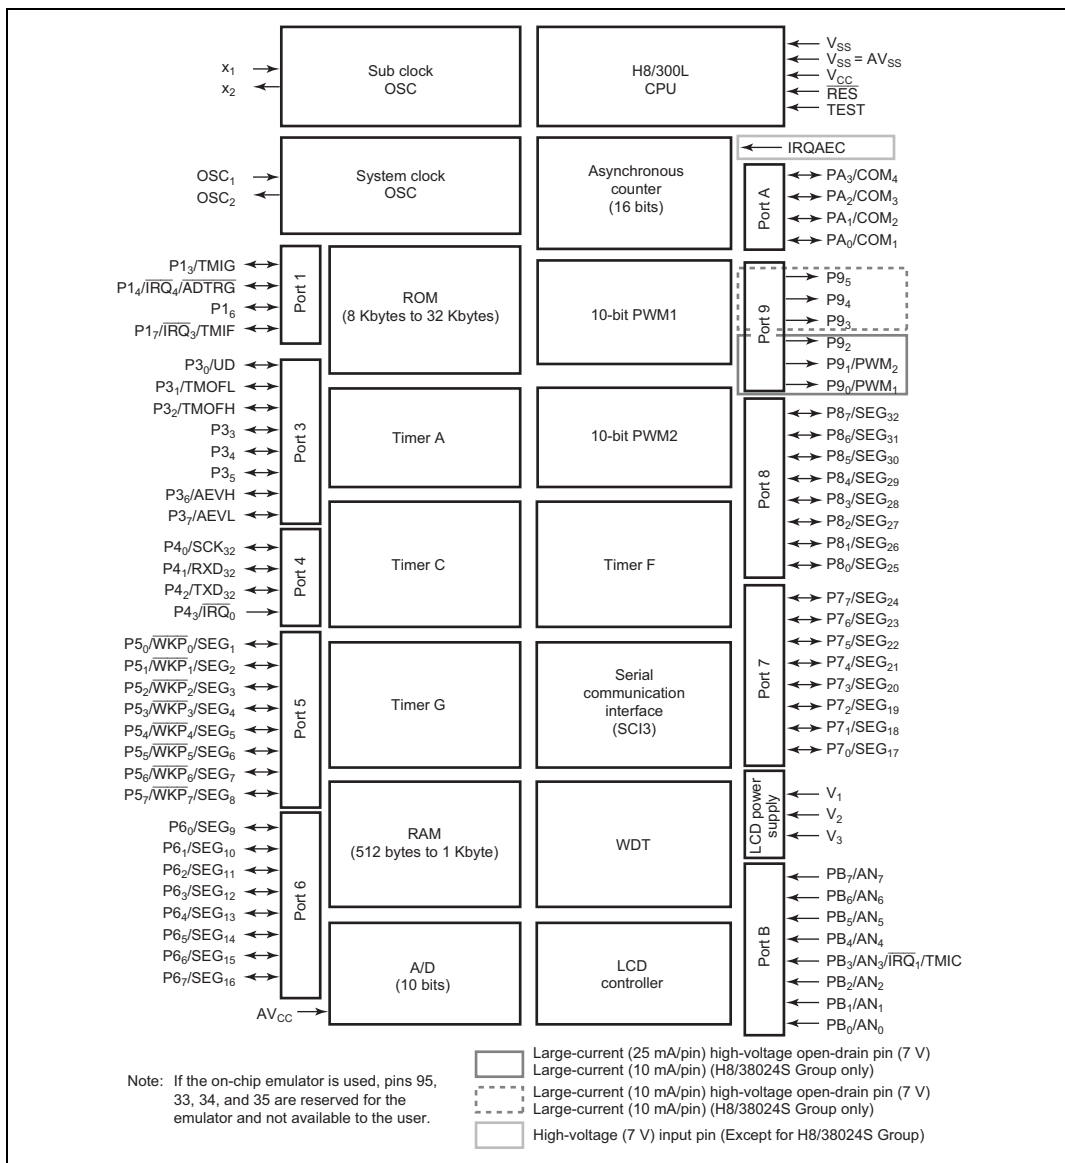 x1
x2
Sub clock
OSC
H8/300L
CPU
VSS
VSS = AVSS
VCC
R̅E̅S̅
TEST
OSC1
OSC2
System clock
OSC
Asynchronous
counter
(16 bits)
IRQAEC
Port A
PA3/COM4
PA2/COM3
PA1/COM2
PA0/COM1
P13/TMIG
P14/I̅R̅Q̅4/A̅D̅T̅R̅G̅
P16
P17/I̅R̅Q̅3/TMIF
Port 1
ROM
(8 Kbytes to 32 Kbytes)
10-bit PWM1
Port 9
P95
P94
P93
P92
P91/PWM2
P90/PWM1
P30/UD
P31/TMOFL
P32/TMOFH
P33
P34
P35
P36/AEVH
P37/AEVL
Port 3
Timer A
10-bit PWM2
Port 8
P87/SEG32
P86/SEG31
P85/SEG30
P84/SEG29
P83/SEG28
P82/SEG27
P81/SEG26
P80/SEG25
P40/SCK32
P41/RXD32
P42/TXD32
P43/I̅R̅Q̅0
Port 4
Timer C
Timer F
Port 7
P77/SEG24
P76/SEG23
P75/SEG22
P74/SEG21
P73/SEG20
P72/SEG19
P71/SEG18
P70/SEG17
P50/W̅K̅P̅0/SEG1
P51/W̅K̅P̅1/SEG2
P52/W̅K̅P̅2/SEG3
P53/W̅K̅P̅3/SEG4
P54/W̅K̅P̅4/SEG5
P55/W̅K̅P̅5/SEG6
P56/W̅K̅P̅6/SEG7
P57/W̅K̅P̅7/SEG8
Port 5
Timer G
Serial
communication
interface
(SCI3)
LCD power
supply
V1
V2
V3
P60/SEG9
P61/SEG10
P62/SEG11
P63/SEG12
P64/SEG13
P65/SEG14
P66/SEG15
P67/SEG16
Port 6
RAM
(512 bytes to 1 Kbyte)
WDT
Port B
PB7/AN7
PB6/AN6
PB5/AN5
PB4/AN4
PB3/AN3/I̅R̅Q̅1/TMIC
PB2/AN2
PB1/AN1
PB0/AN0
AVCC
A/D
(10 bits)
LCD
controller
Note: If the on-chip emulator is used, pins 95,
33, 34, and 35 are reserved for the
emulator and not available to the user.
Large-current (25 mA/pin) high-voltage open-drain pin (7 V)
Large-current (10 mA/pin) (H8/38024S Group only)
Large-current (10 mA/pin) high-voltage open-drain pin (7 V)
Large-current (10 mA/pin) (H8/38024S Group only)
High-voltage (7 V) input pin (Except for H8/38024S Group)